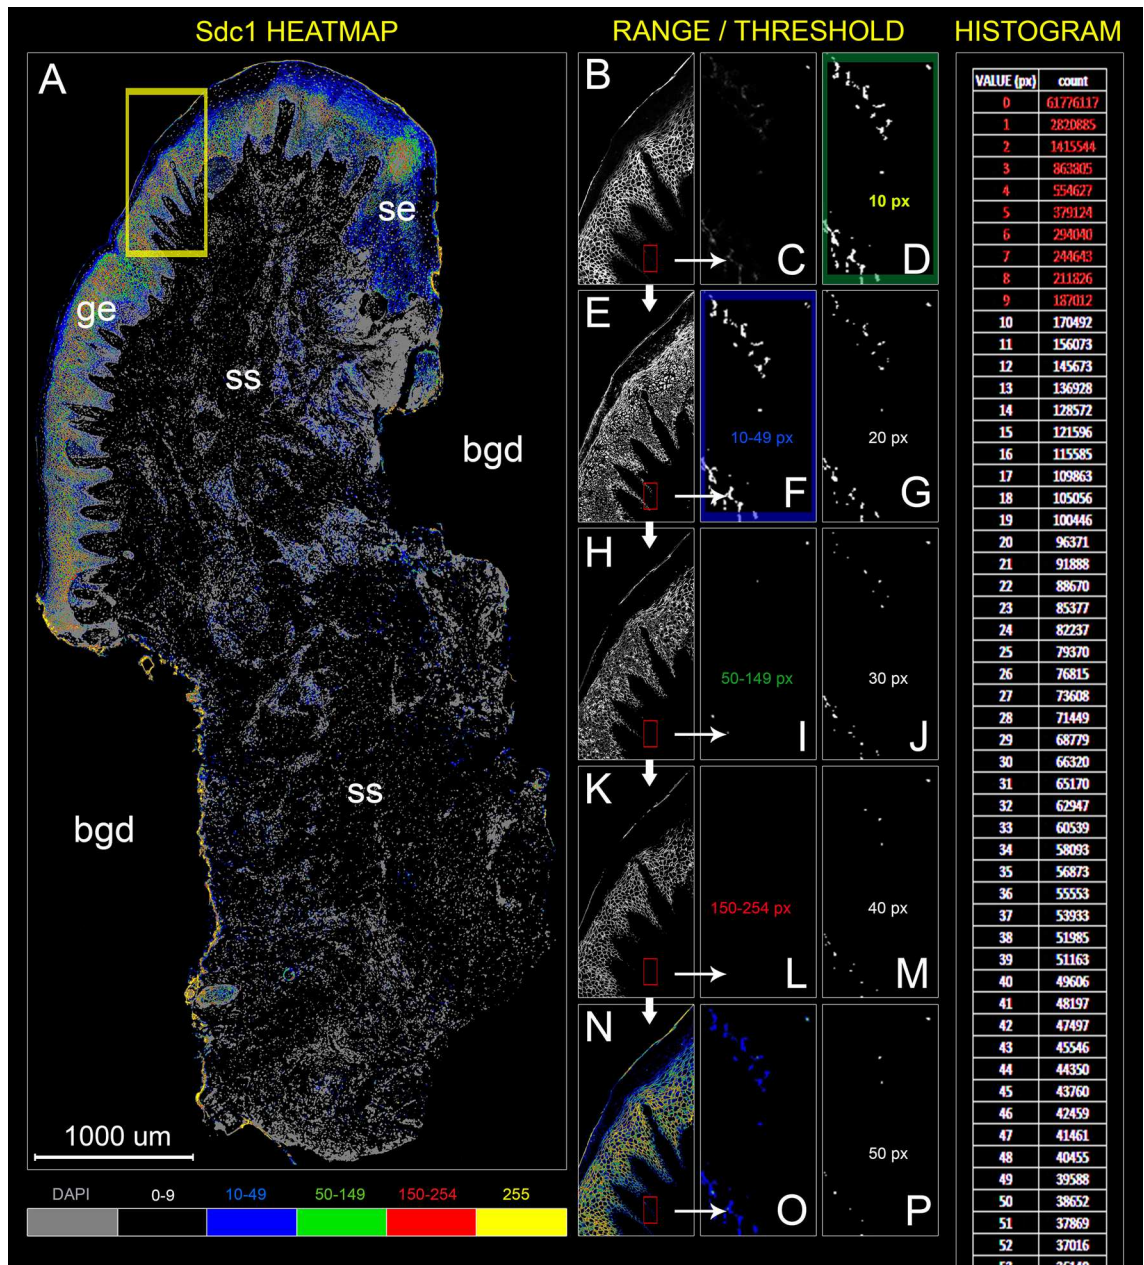 Sdc1 HEATMAP
RANGE / THRESHOLD
HISTOGRAM
A
se
ge
ss
bgd
ss
bgd
1000 um
DAPI 0-9 10-49 50-149 150-254 255
B
C
10 px
D
E
10-49 px
F
20 px
G
H
50-149 px
I
30 px
J
K
150-254 px
L
40 px
M
N
O
50 px
P
VALUE (px) count
0 61776117
1 2820885
2 1415544
3 863805
4 554627
5 379124
6 294040
7 244643
8 211826
9 187012
10 170492
11 156073
12 145673
13 136928
14 128572
15 121596
16 115585
17 109863
18 105056
19 100446
20 96371
21 91888
22 88670
23 85377
24 82237
25 79370
26 76815
27 73608
28 71449
29 68779
30 66320
31 65170
32 62947
33 60539
34 58093
35 56873
36 55553
37 53933
38 51985
39 51163
40 49606
41 48197
42 47497
43 45546
44 44350
45 43760
46 42459
47 41461
48 40455
49 39588
50 38652
51 37869
52 37016